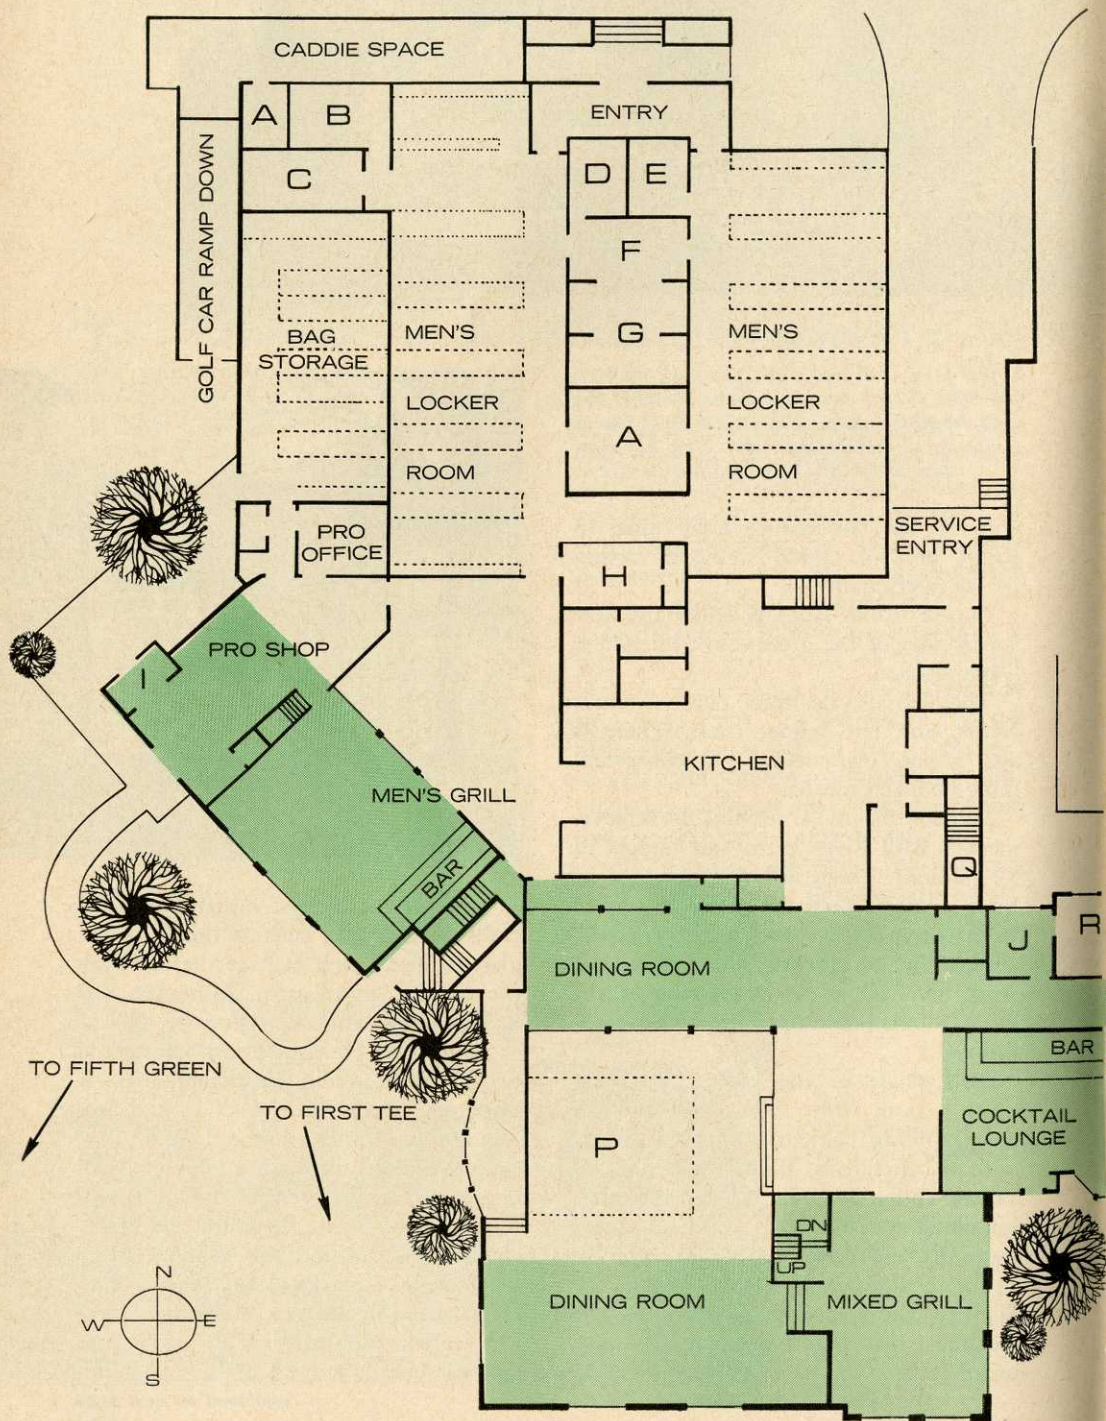 CADDIE SPACE
ENTRY
A
B
C
D
E
F
G
A
H
GOLF CAR RAMP DOWN
BAG
STORAGE
MEN'S
LOCKER
ROOM
MEN'S
LOCKER
ROOM
PRO
OFFICE
SERVICE
ENTRY
PRO SHOP
MEN'S GRILL
BAR
KITCHEN
Q
DINING ROOM
J
R
BAR
COCKTAIL
LOUNGE
TO FIFTH GREEN
TO FIRST TEE
P
DN
UP
DINING ROOM
MIXED GRILL
N
W
E
S